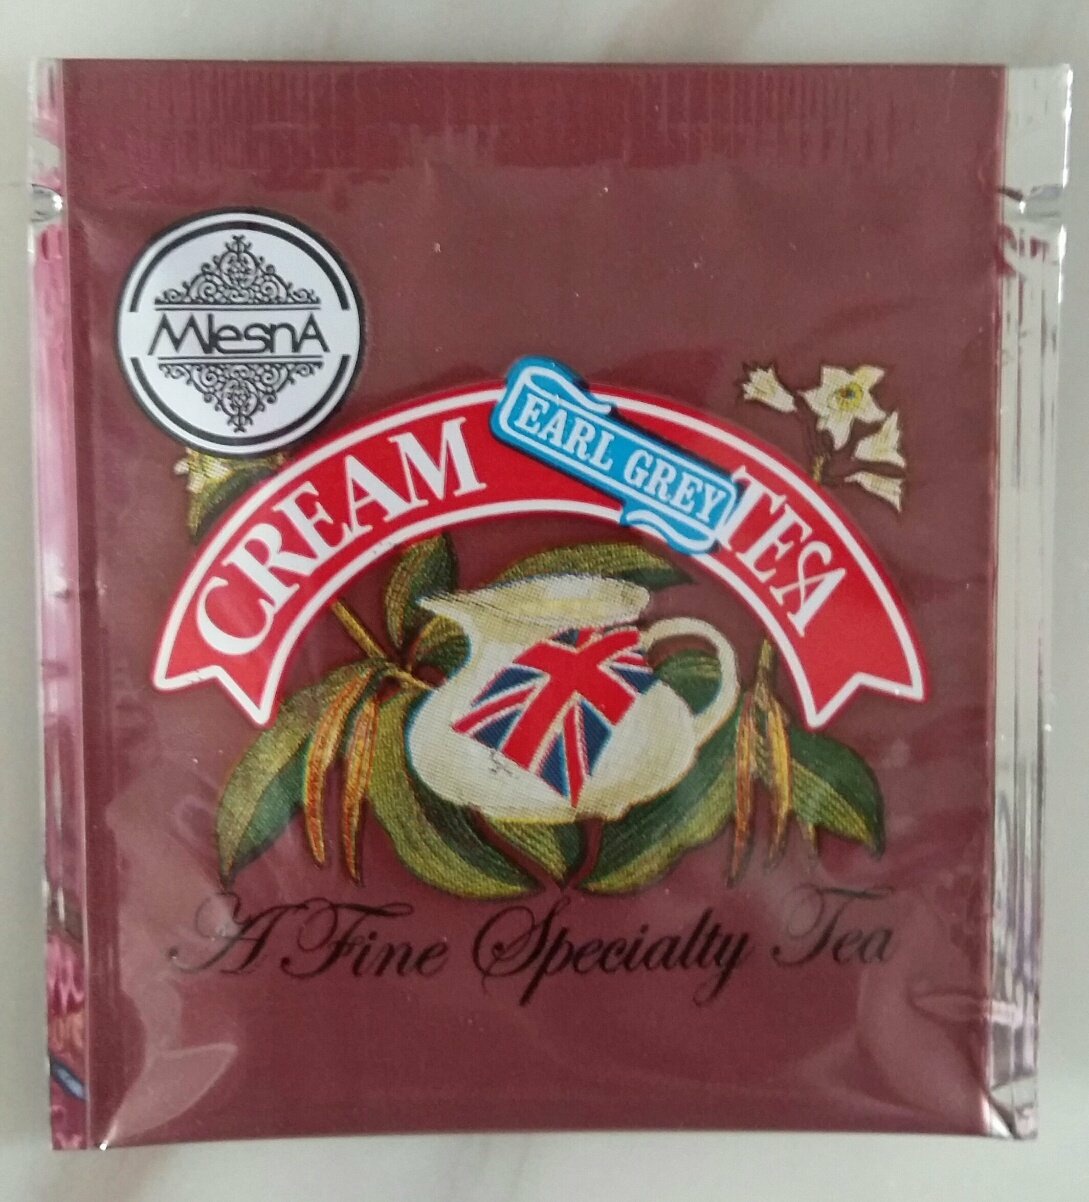 MlesnA
CREAM
EARL GREY
TEA
A Fine Specialty Tea